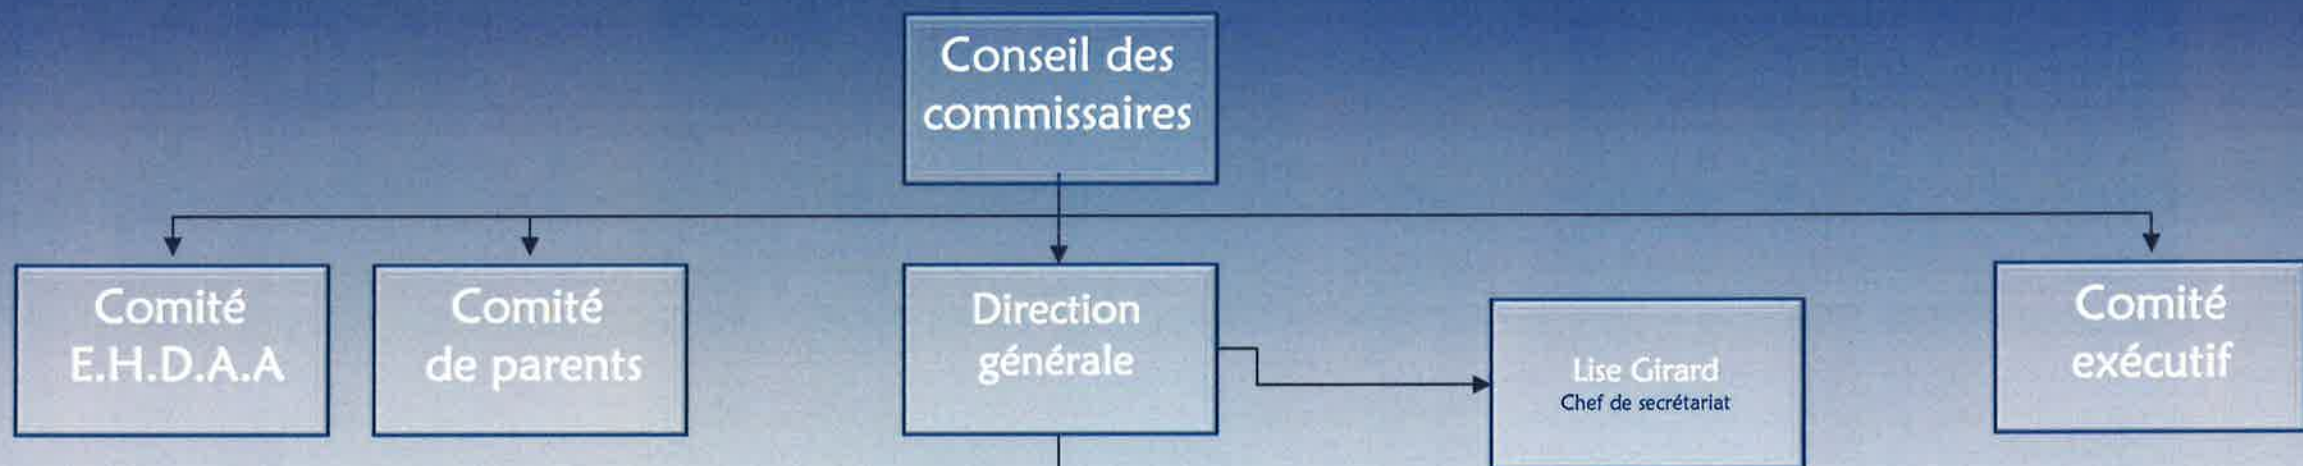 Conseil des
commissaires
Comité
E.H.D.A.A
Comité
de parents
Direction
générale
Lise Girard
Chef de secrétariat
Comité
exécutif